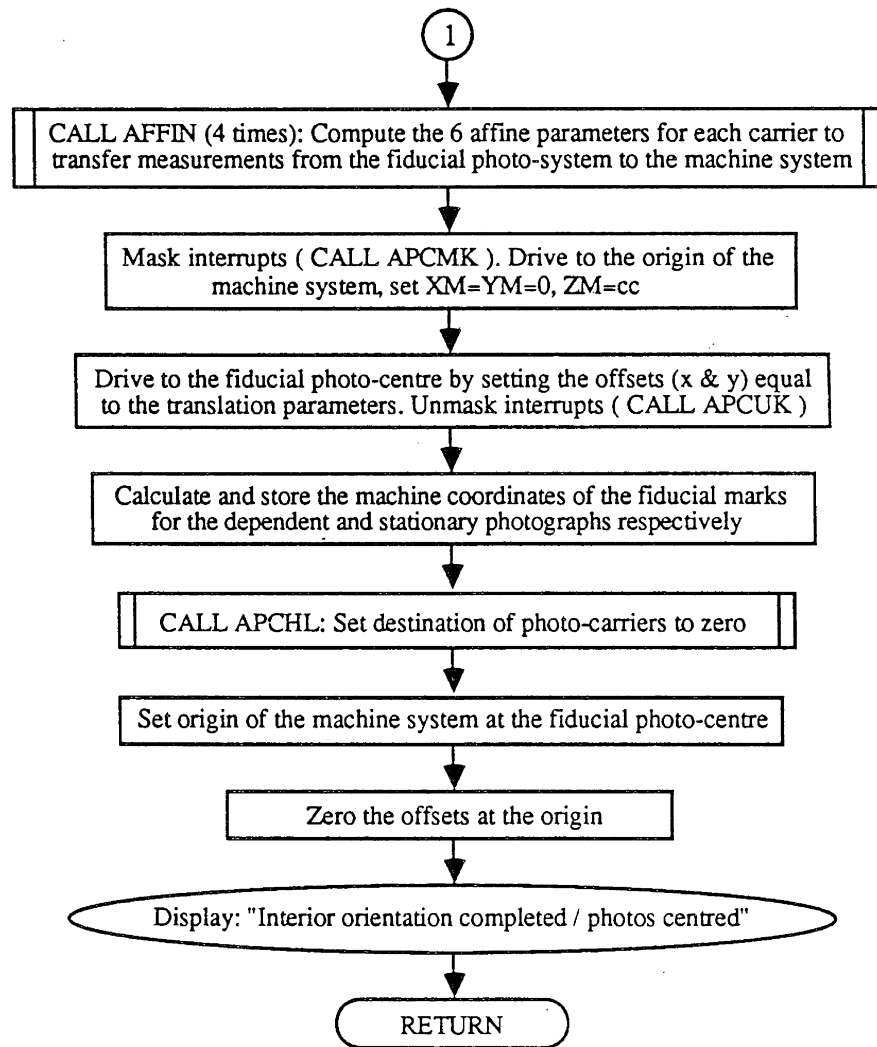 1
CALL AFFIN (4 times): Compute the 6 affine parameters for each carrier to
transfer measurements from the fiducial photo-system to the machine system
Mask interrupts ( CALL APCMK ). Drive to the origin of the
machine system, set XM=YM=0, ZM=cc
Drive to the fiducial photo-centre by setting the offsets (x & y) equal
to the translation parameters. Unmask interrupts ( CALL APCUK )
Calculate and store the machine coordinates of the fiducial marks
for the dependent and stationary photographs respectively
CALL APCHL: Set destination of photo-carriers to zero
Set origin of the machine system at the fiducial photo-centre
Zero the offsets at the origin
Display: "Interior orientation completed / photos centred"
RETURN